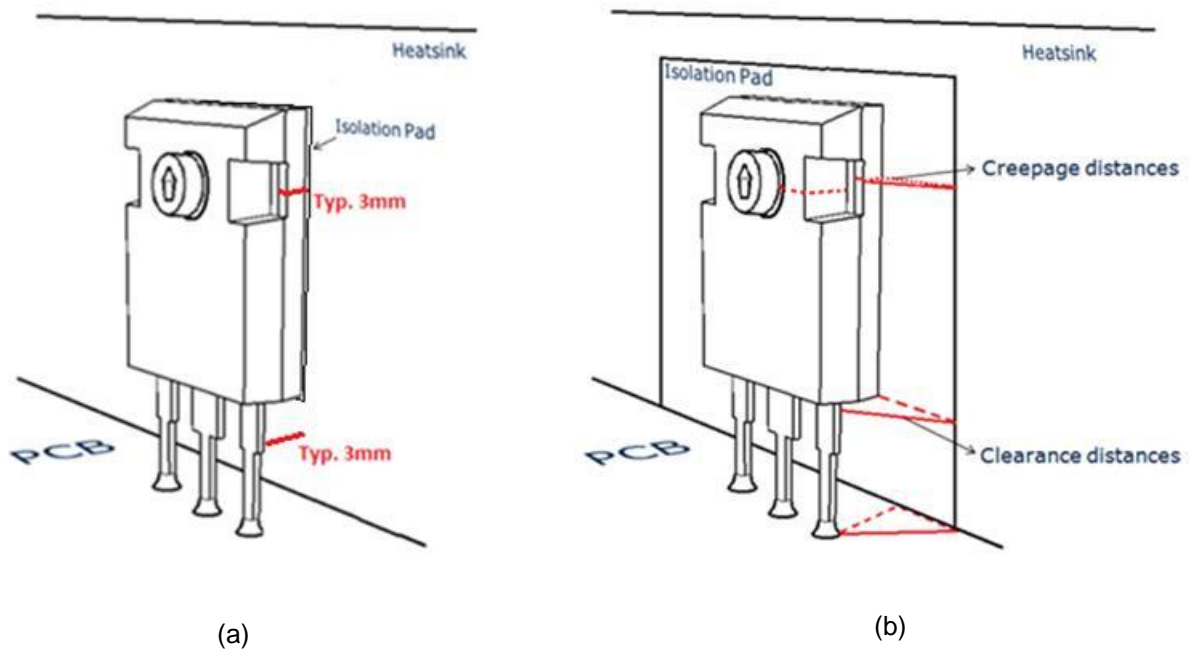 Heatsink
Isolation Pad
Typ. 3mm
PCB
Typ. 3mm
(a)
Heatsink
Isolation Pad
Creepage distances
PCB
Clearance distances
(b)